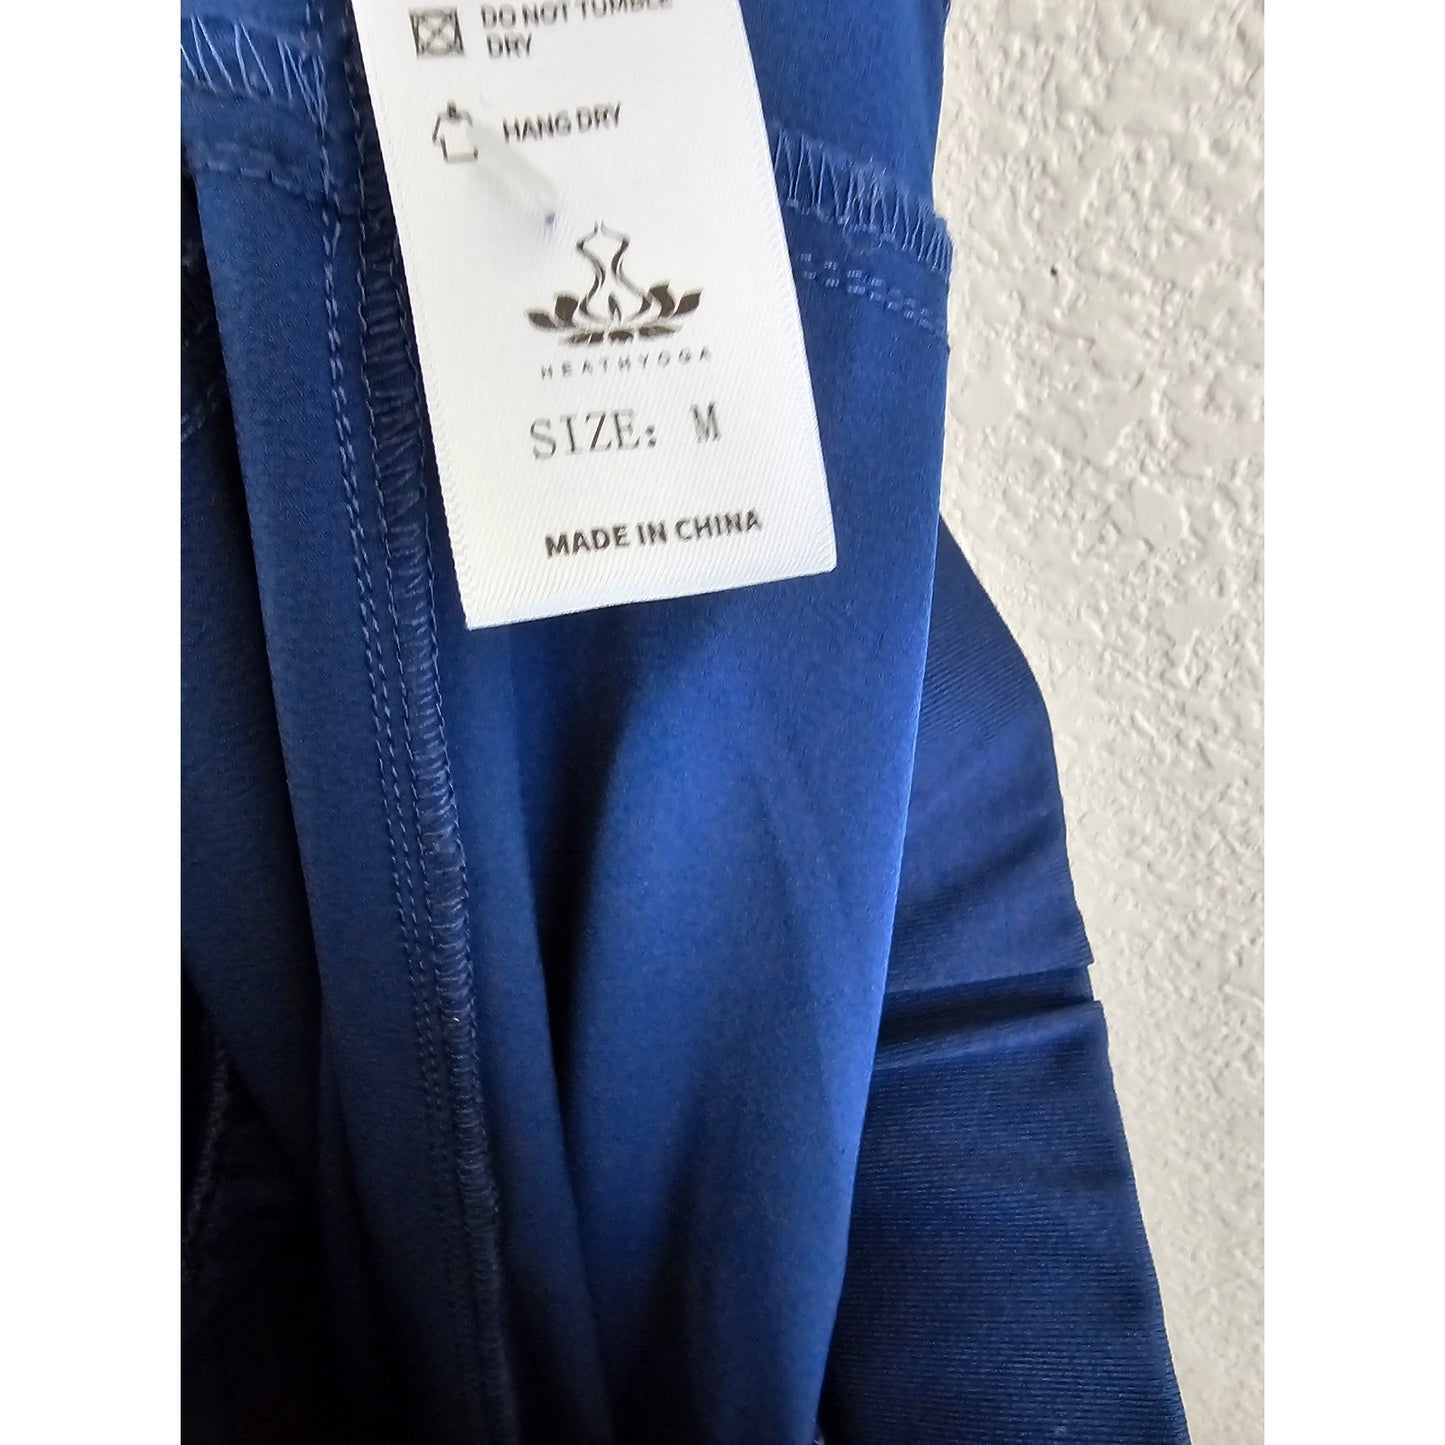 DO NOT TUMBLE
DRY
HANG DRY
HEATHYOGA
SIZE: M
MADE IN CHINA